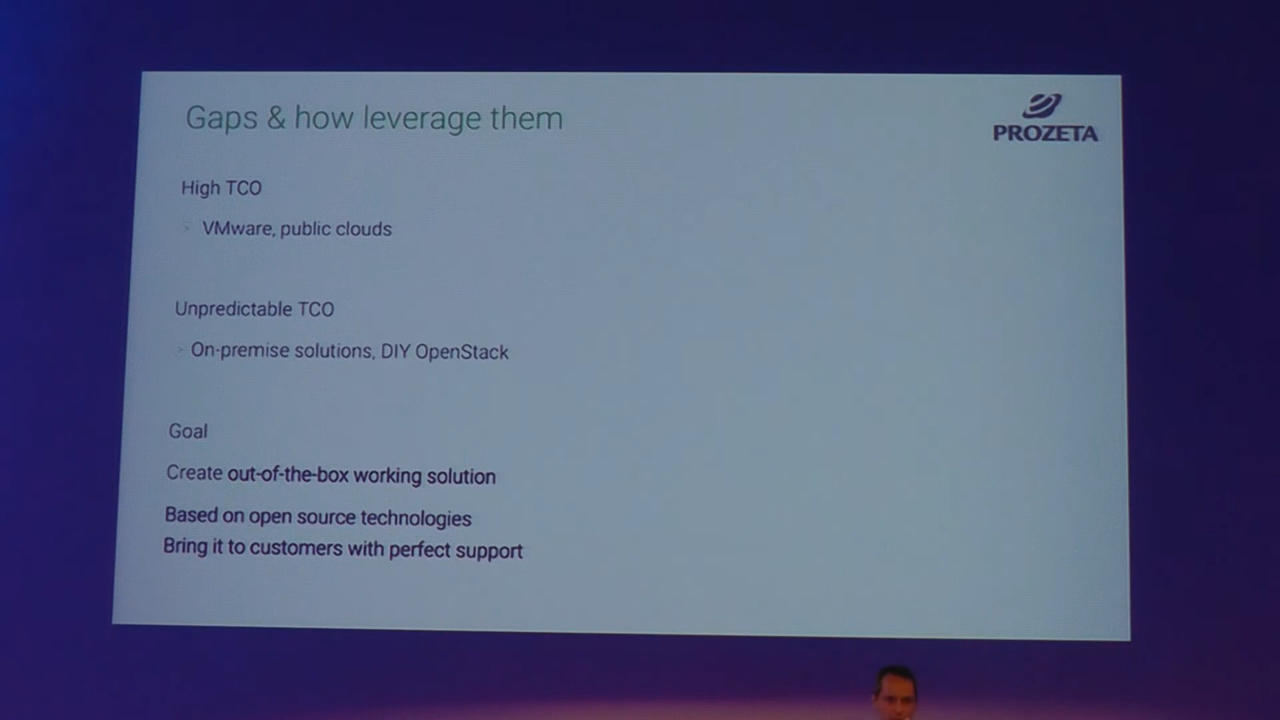 Gaps & how leverage them
PROZETA
High TCO
VMware, public clouds
Unpredictable TCO
On-premise solutions, DIY OpenStack
Goal
Create out-of-the-box working solution
Based on open source technologies
Bring it to customers with perfect support